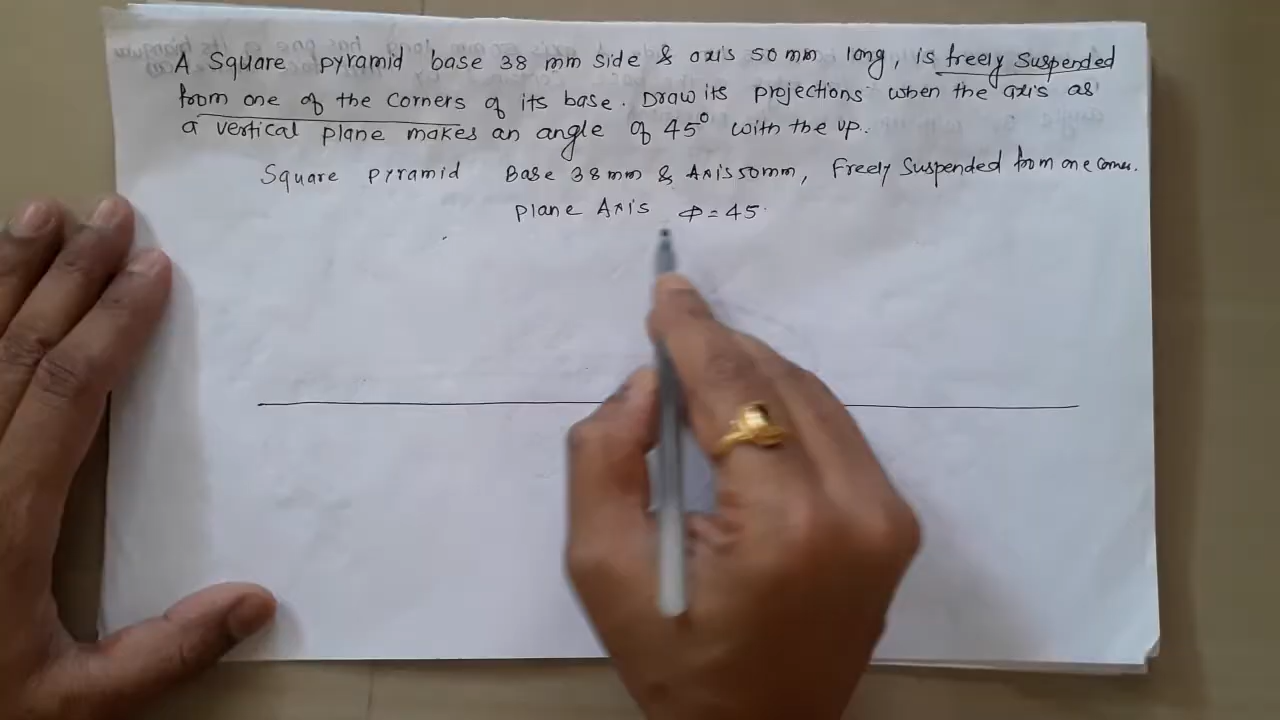 A Square pyramid base 38 mm side & axis 50 mm long, is freely suspended
from one of the corners of its base. Draw its projections when the axis as
a vertical plane makes an angle of 45° with the vp.
Square pyramid Base 38mm & Axis 50mm, Freely Suspended from one corner.
Plane Axis Φ = 45